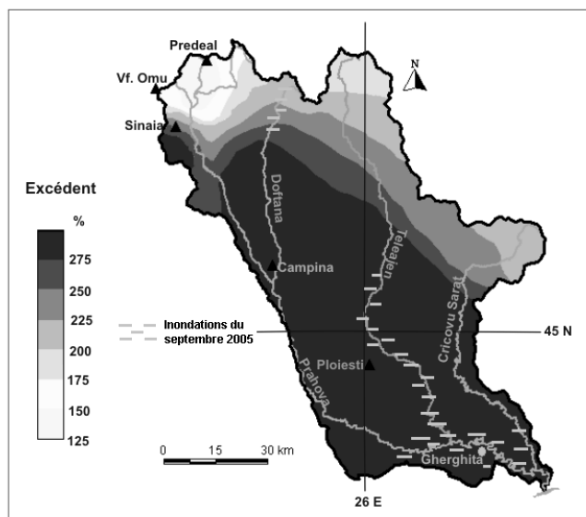 Predeal
N
Vf. Omu
Sinaia
Excédent
%
275
250
225
200
175
150
125
Doftana
Teleajen
Campina
Cricovu Sarat
Inondations du
septembre 2005
45 N
Ploiesti
Prahova
Gherghita
0 15 30 km
26 E